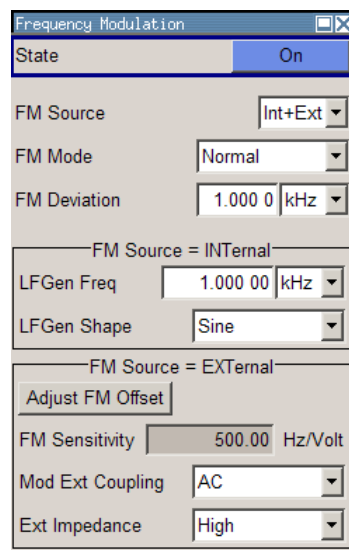 Frequency Modulation
State On
FM Source Int+Ext
FM Mode Normal
FM Deviation 1.000 0 kHz
FM Source = INTernal
LFGen Freq 1.000 00 kHz
LFGen Shape Sine
FM Source = EXTernal
Adjust FM Offset
FM Sensitivity 500.00 Hz/Volt
Mod Ext Coupling AC
Ext Impedance High